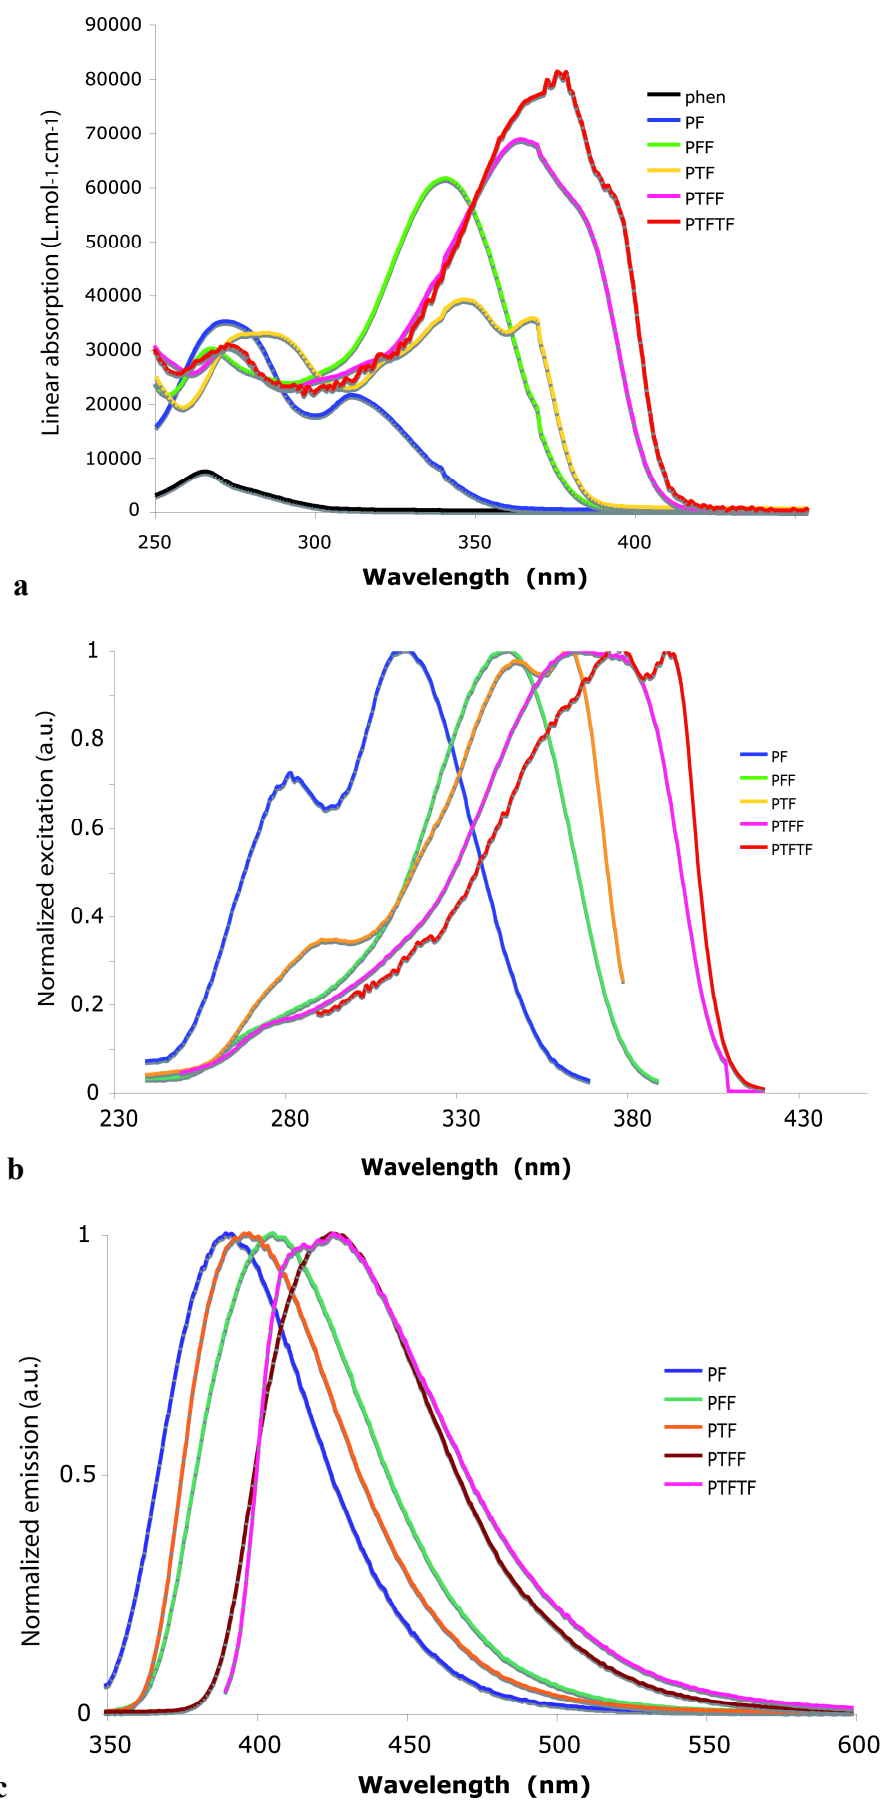 90000
80000
70000
60000
50000
40000
30000
20000
10000
0
Linear absorption (L.mol-1.cm-1)
phen
PF
PFF
PTF
PTFF
PTFTF
250 300 350 400
Wavelength (nm)
a
1
0.8
0.6
0.4
0.2
0
Normalized excitation (a.u.)
PF
PFF
PTF
PTFF
PTFTF
230 280 330 380 430
Wavelength (nm)
b
1
0.5
0
Normalized emission (a.u.)
PF
PFF
PTF
PTFF
PTFTF
350 400 450 500 550 600
Wavelength (nm)
c